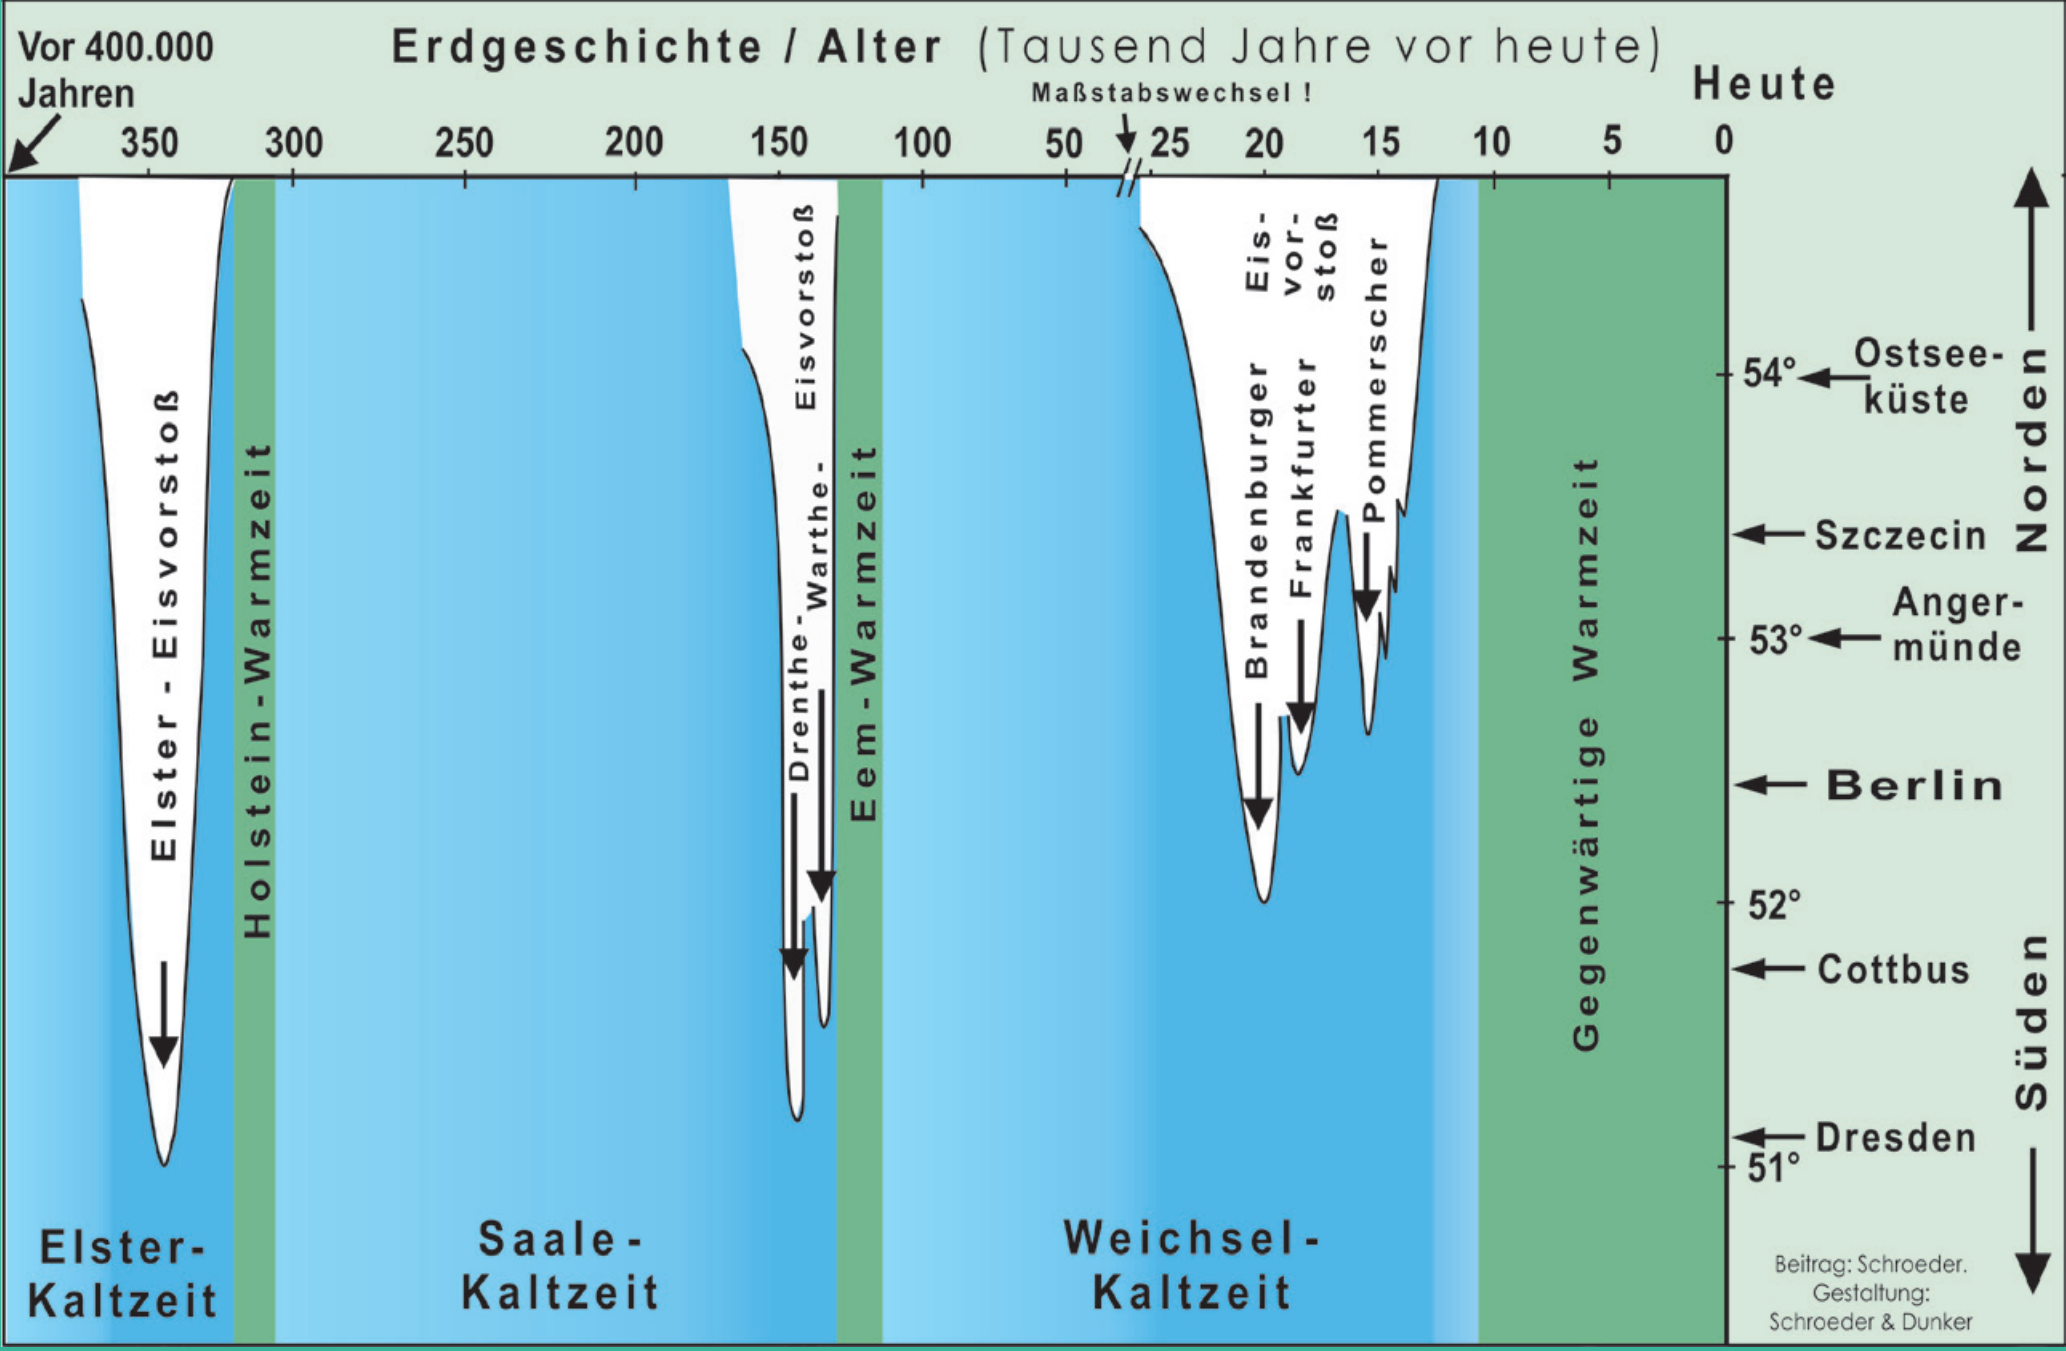 Vor 400.000
Jahren
Erdgeschichte / Alter (Tausend Jahre vor heute)
Maßstabswechsel !
Heute
350 300 250 200 150 100 50 25 20 15 10 5 0
Elster - Eisvorstoß
Holstein-Warmzeit
Drenthe-
Warthe-
Eisvorstoß
Eem-Warmzeit
Brandenburger
Frankfurter
Pommerscher
Eis-
vor-
stoß
Gegenwärtige Warmzeit
54°
Ostsee-
küste
Szczecin
53°
Anger-
münde
Berlin
52°
Cottbus
Dresden
51°
Norden
Süden
Elster-
Kaltzeit
Saale-
Kaltzeit
Weichsel-
Kaltzeit
Beitrag: Schroeder.
Gestaltung:
Schroeder & Dunker